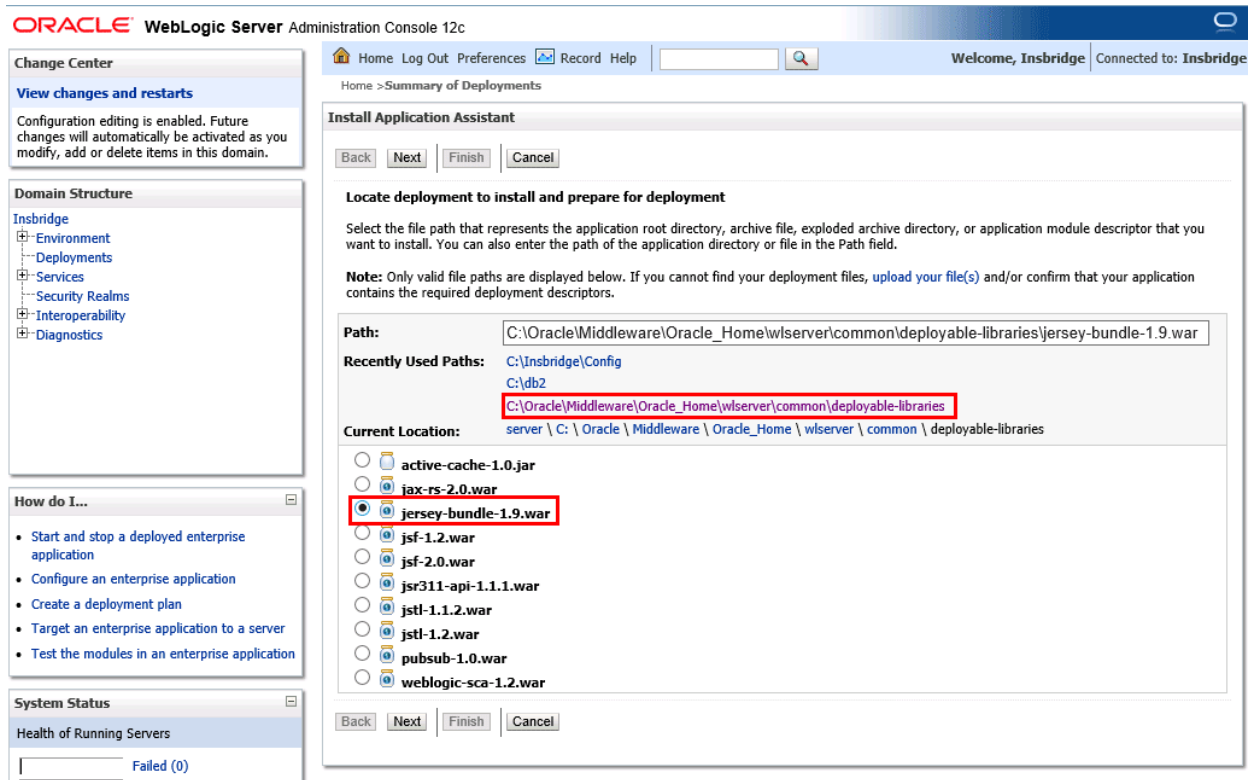 ORACLE WebLogic Server Administration Console 12c
Change Center
View changes and restarts
Configuration editing is enabled. Future
changes will automatically be activated as you
modify, add or delete items in this domain.
Domain Structure
Insbridge
Environment
Deployments
Services
Security Realms
Interoperability
Diagnostics
How do I...
Start and stop a deployed enterprise
application
Configure an enterprise application
Create a deployment plan
Target an enterprise application to a server
Test the modules in an enterprise application
System Status
Health of Running Servers
Failed (0)
Home Log Out Preferences Record Help
Welcome, Insbridge Connected to: Insbridge
Home >Summary of Deployments
Install Application Assistant
Back Next Finish Cancel
Locate deployment to install and prepare for deployment
Select the file path that represents the application root directory, archive file, exploded archive directory, or application module descriptor that you
want to install. You can also enter the path of the application directory or file in the Path field.
Note: Only valid file paths are displayed below. If you cannot find your deployment files, upload your file(s) and/or confirm that your application
contains the required deployment descriptors.
Path: C:\Oracle\Middleware\Oracle_Home\wlserver\common\deployable-libraries\jersey-bundle-1.9.war
Recently Used Paths: C:\Insbridge\Config
C:\db2
C:\Oracle\Middleware\Oracle_Home\wlserver\common\deployable-libraries
Current Location: server \ C: \ Oracle \ Middleware \ Oracle_Home \ wlserver \ common \ deployable-libraries
active-cache-1.0.jar
jax-rs-2.0.war
jersey-bundle-1.9.war
jsf-1.2.war
jsf-2.0.war
jsr311-api-1.1.1.war
jstl-1.1.2.war
jstl-1.2.war
pubsub-1.0.war
weblogic-sca-1.2.war
Back Next Finish Cancel